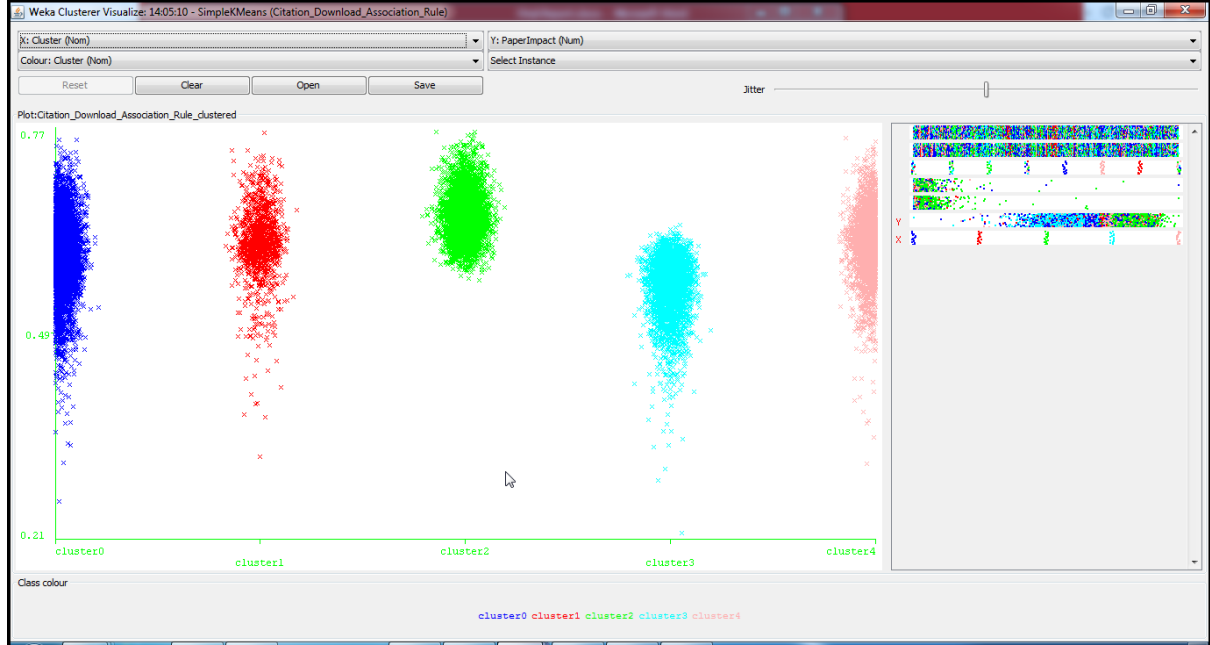 Weka Clusterer Visualize: 14:05:10 - SimpleKMeans (Citation_Download_Association_Rule)
X: Cluster (Nom) Y: PaperImpact (Num)
Colour: Cluster (Nom) Select Instance
Reset Clear Open Save Jitter
Plot:Citation_Download_Association_Rule_clustered
0.77
Y
X
0.49
0.21
cluster0 cluster1 cluster2 cluster3 cluster4
Class colour
cluster0 cluster1 cluster2 cluster3 cluster4